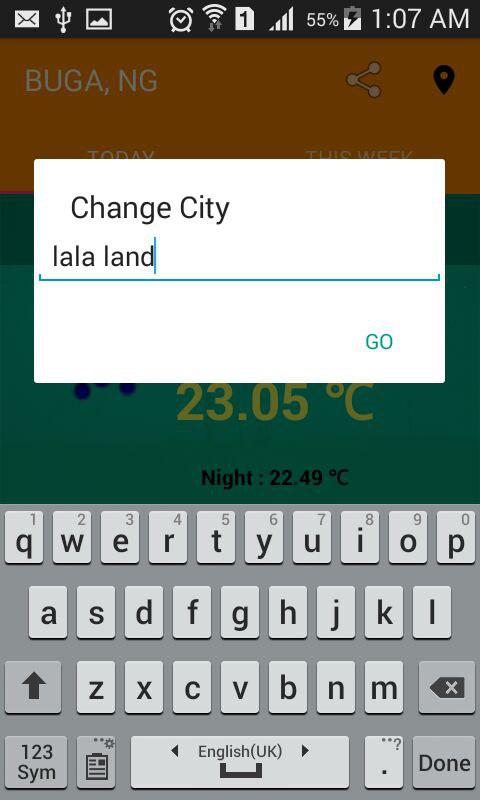 1 55% 1:07 AM
BUGA, NG
TODAY THIS WEEK
Change City
lala land
GO
23.05 ℃
Night : 22.49 ℃
1 2 3 4 5 6 7 8 9 0
q w e r t y u i o p
a s d f g h j k l
z x c v b n m
123
Sym
English(UK)
. ?
Done